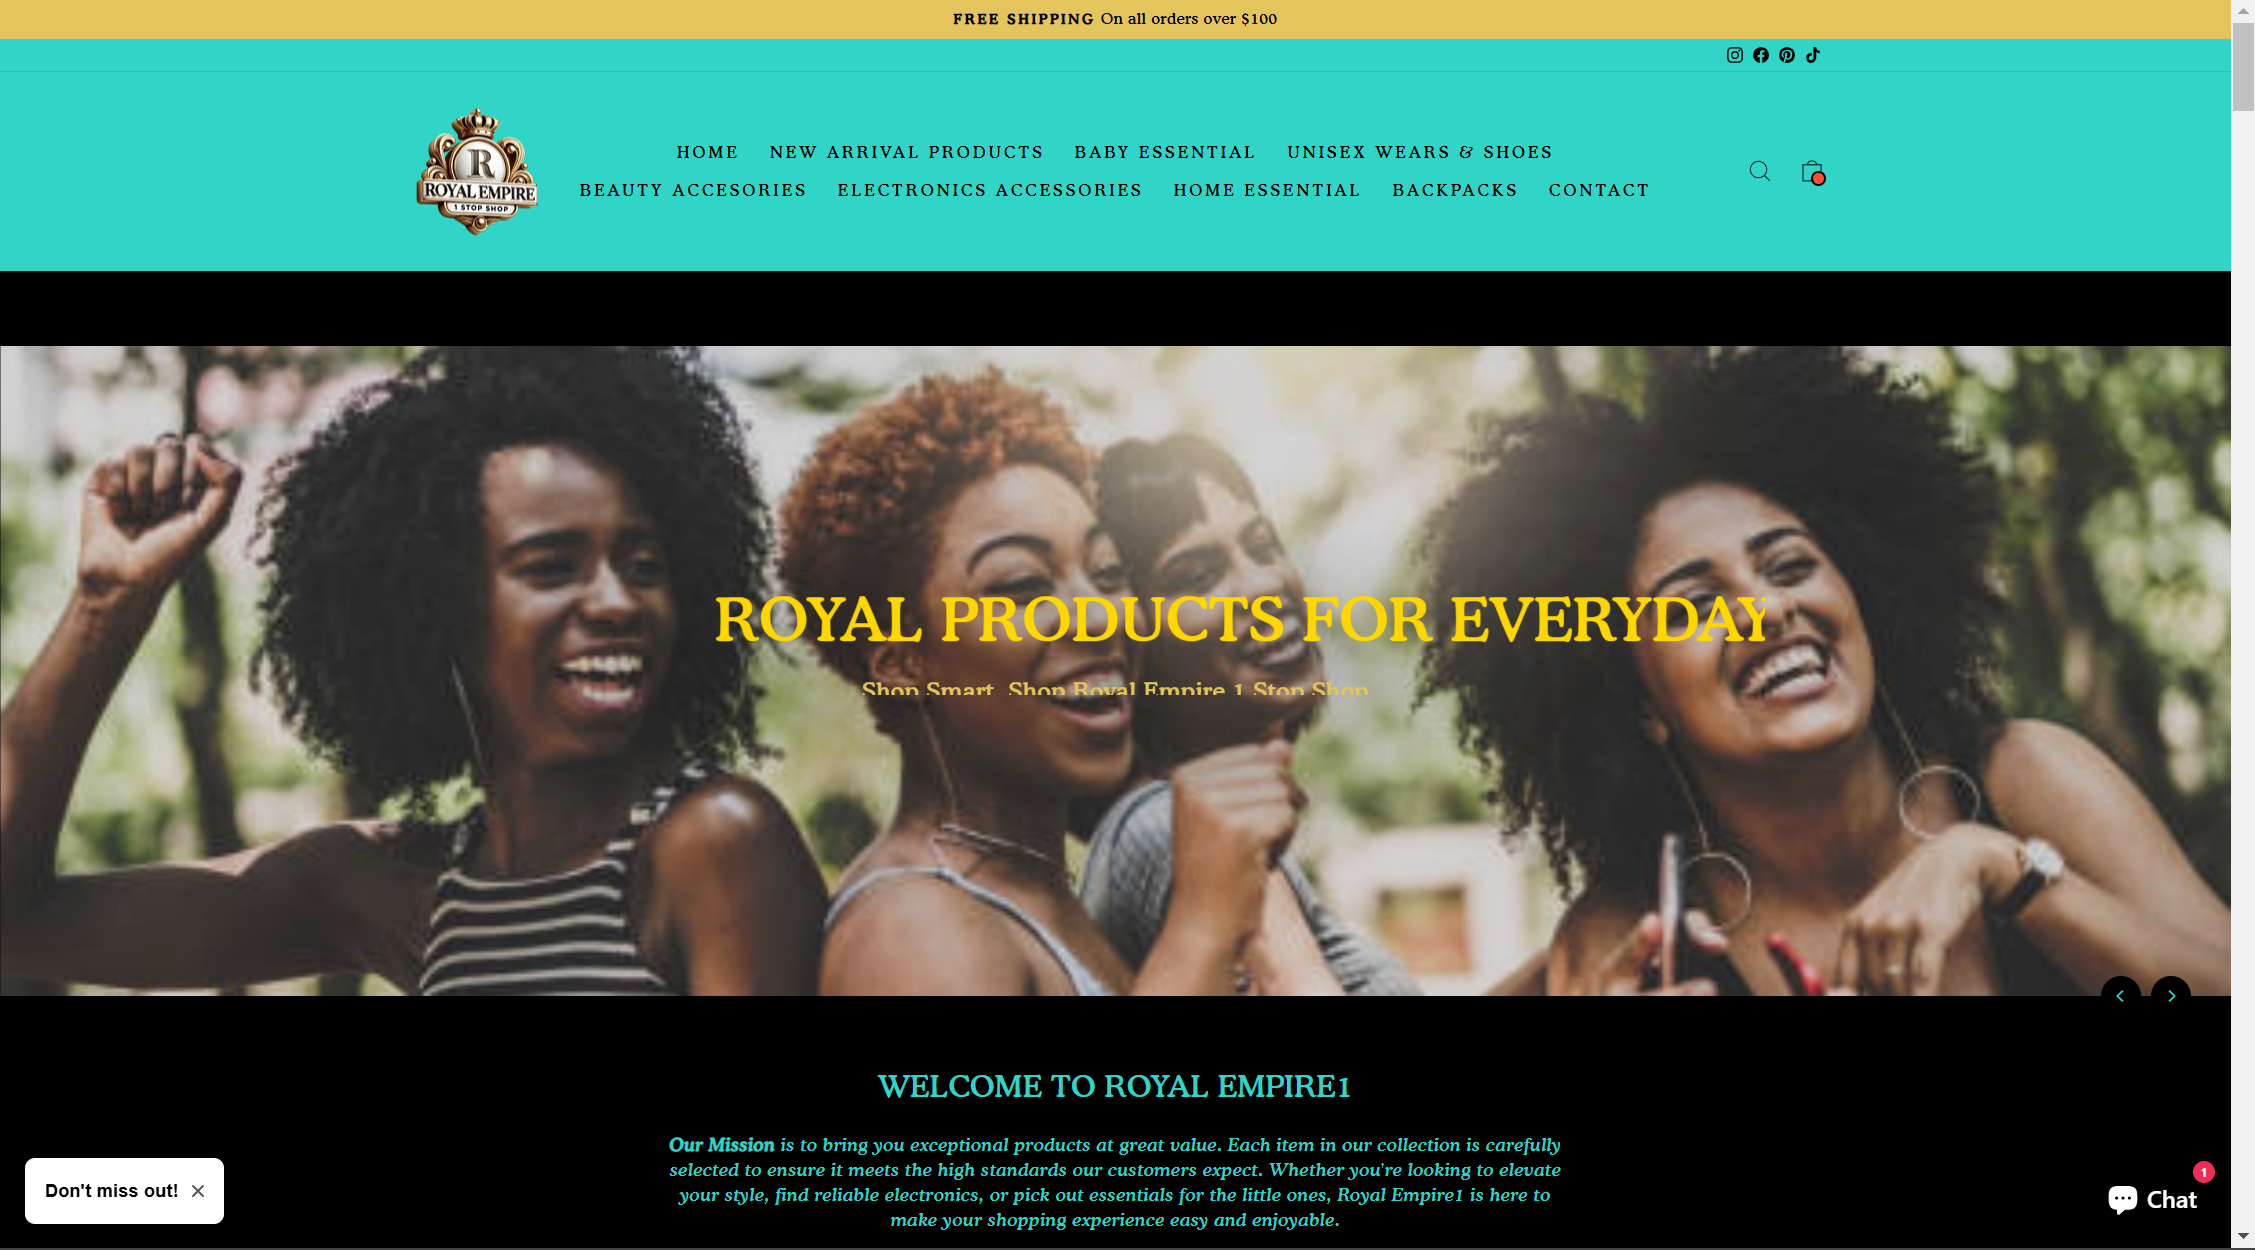 FREE SHIPPING On all orders over $100
R
ROYAL EMPIRE
1 STOP SHOP
HOME NEW ARRIVAL PRODUCTS BABY ESSENTIAL UNISEX WEARS & SHOES
BEAUTY ACCESORIES ELECTRONICS ACCESSORIES HOME ESSENTIAL BACKPACKS CONTACT
ROYAL PRODUCTS FOR EVERYDAY
Shop Smart, Shop Royal Empire 1 Stop Shop
WELCOME TO ROYAL EMPIRE1
Our Mission is to bring you exceptional products at great value. Each item in our collection is carefully
selected to ensure it meets the high standards our customers expect. Whether you're looking to elevate
your style, find reliable electronics, or pick out essentials for the little ones, Royal Empire1 is here to
make your shopping experience easy and enjoyable.
Don't miss out!
1
Chat